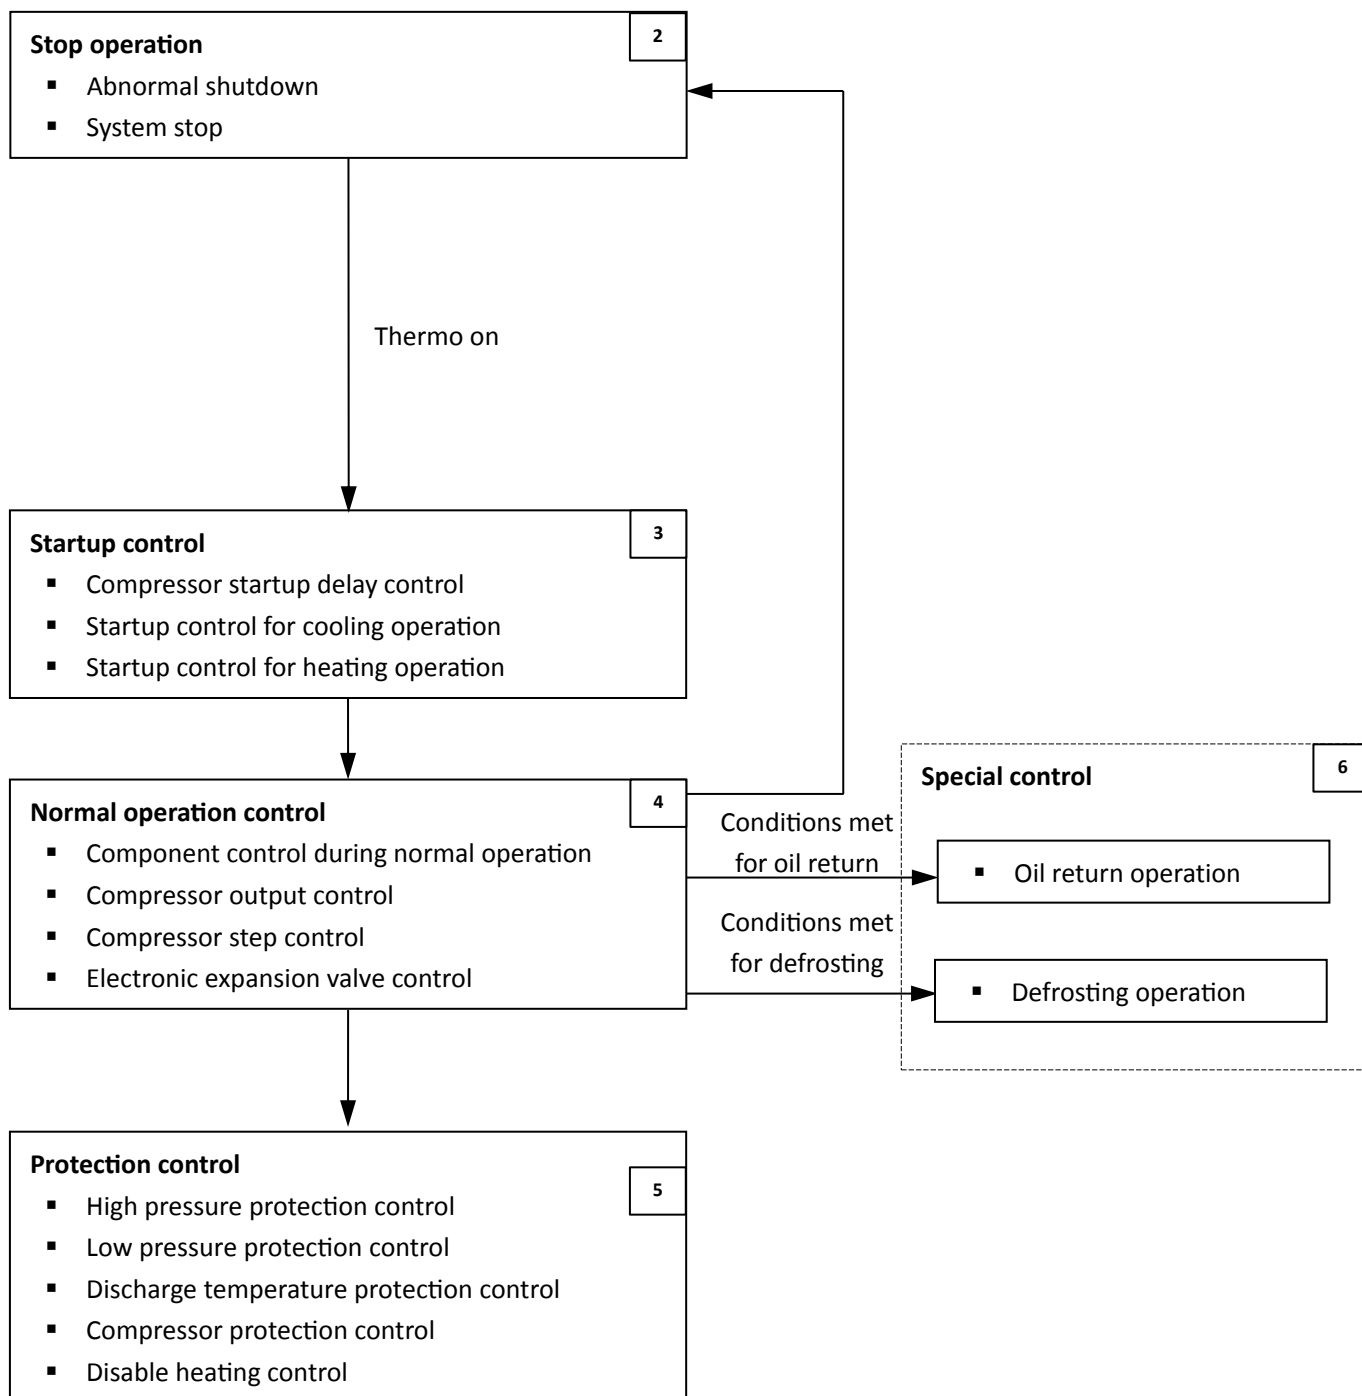 Stop operation
2
▪ Abnormal shutdown
▪ System stop
Thermo on
Startup control
3
▪ Compressor startup delay control
▪ Startup control for cooling operation
▪ Startup control for heating operation
Normal operation control
4
▪ Component control during normal operation
▪ Compressor output control
▪ Compressor step control
▪ Electronic expansion valve control
Conditions met
for oil return
Conditions met
for defrosting
Special control
6
▪ Oil return operation
▪ Defrosting operation
Protection control
5
▪ High pressure protection control
▪ Low pressure protection control
▪ Discharge temperature protection control
▪ Compressor protection control
▪ Disable heating control